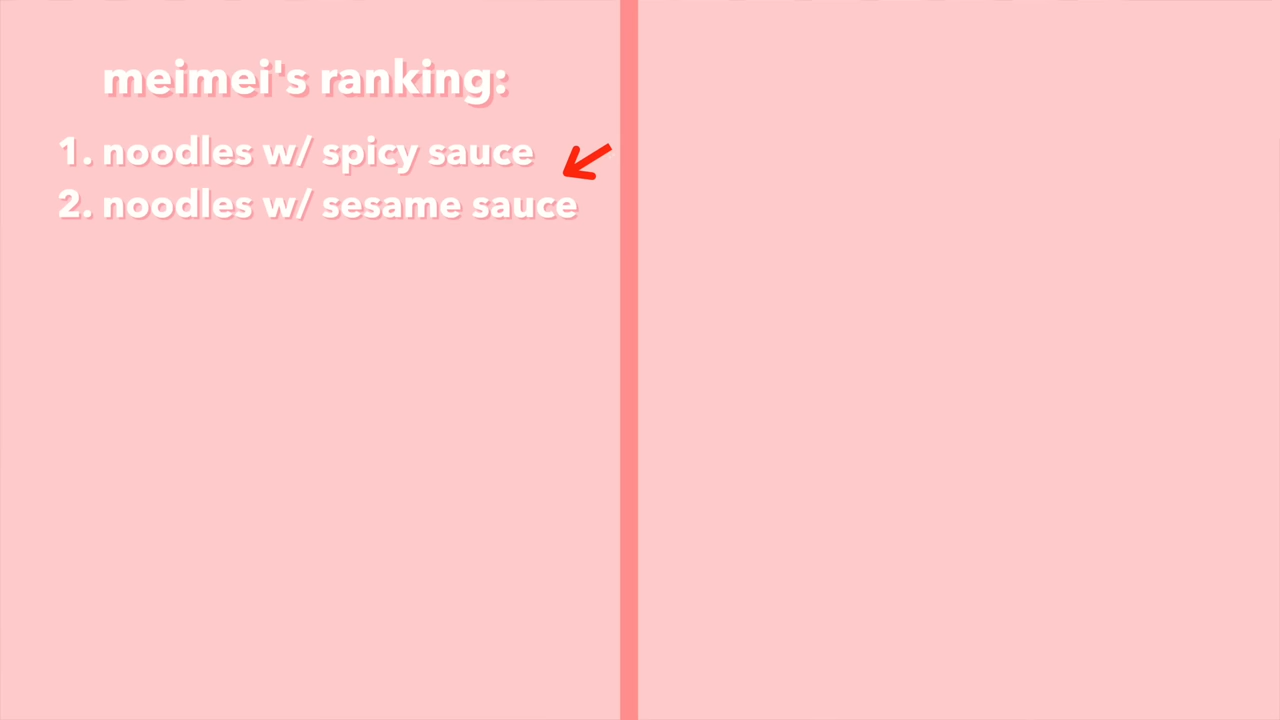 meimei's ranking:
1. noodles w/ spicy sauce
2. noodles w/ sesame sauce